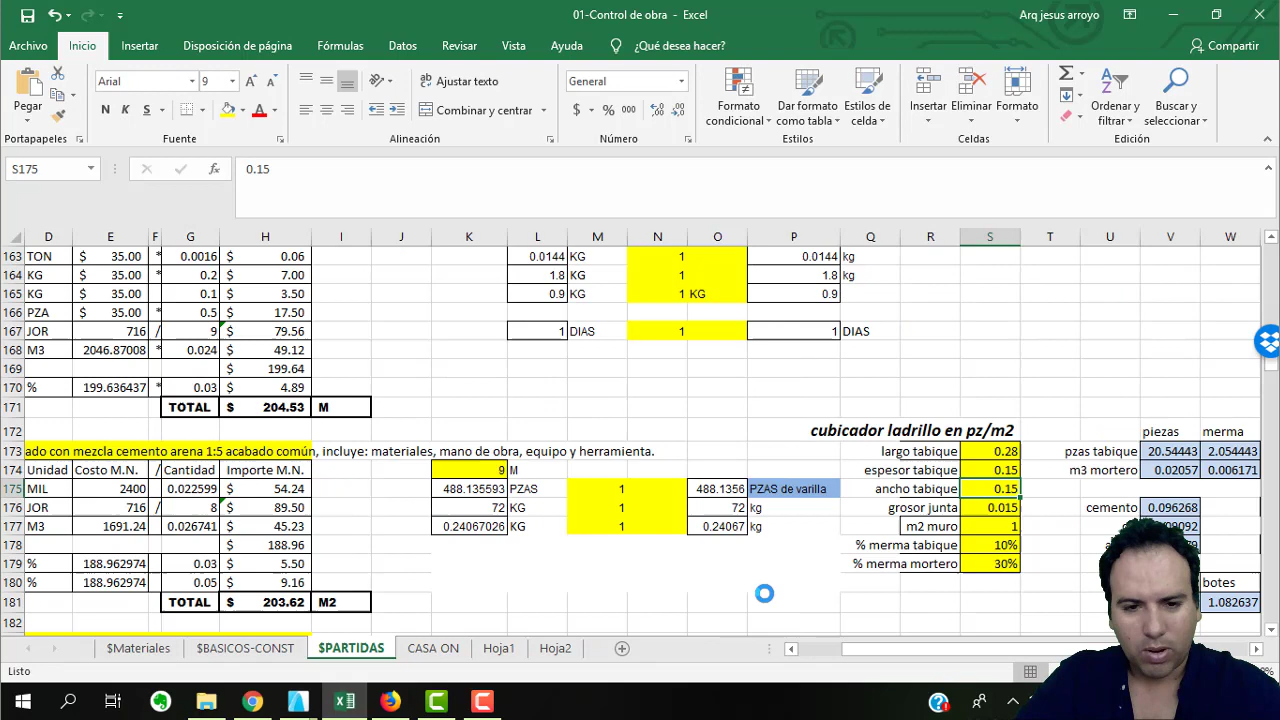 01-Control de obra - Excel
Arq jesus arroyo
Archivo Inicio Insertar Disposición de página Fórmulas Datos Revisar Vista Ayuda ¿Qué desea hacer? Compartir
Pegar
Arial 9
N K S
Ajustar texto
Combinar y centrar
General
$ % 000
Formato condicional
Dar formato como tabla
Estilos de celda
Insertar Eliminar Formato
Ordenar y filtrar
Buscar y seleccionar
Portapapeles Fuente Alineación Número Estilos Celdas Edición
S175 fx 0.15
D E F G H I J K L M N O P Q R S T U V W
163 TON $ 35.00 * 0.0016 $ 0.06 0.0144 KG 1 0.0144 kg
164 KG $ 35.00 * 0.2 $ 7.00 1.8 KG 1 1.8 kg
165 KG $ 35.00 * 0.1 $ 3.50 0.9 KG 1 KG 0.9
166 PZA $ 35.00 * 0.5 $ 17.50
167 JOR 716 / 9 $ 79.56 1 DIAS 1 1 DIAS
168 M3 2046.87008 * 0.024 $ 49.12
169 $ 199.64
170 % 199.636437 * 0.03 $ 4.89
171 TOTAL $ 204.53 M
172 cubicador ladrillo en pz/m2 piezas merma
173 ado con mezcla cemento arena 1:5 acabado común, incluye: materiales, mano de obra, equipo y herramienta. largo tabique 0.28 pzas tabique 20.54443 2.054443
174 Unidad Costo M.N. / Cantidad Importe M.N. 9 M espesor tabique 0.15 m3 mortero 0.02057 0.006171
175 MIL 2400 0.022599 $ 54.24 488.135593 PZAS 1 488.1356 PZAS de varilla ancho tabique 0.15
176 JOR 716 / 8 $ 89.50 72 KG 1 72 kg grosor junta 0.015 cemento 0.096268
177 M3 1691.24 0.026741 $ 45.23 0.24067026 KG 1 0.24067 kg m2 muro 1
178 $ 188.96 % merma tabique 10%
179 % 188.962974 0.03 $ 5.50 % merma mortero 30%
180 % 188.962974 0.05 $ 9.16 botes
181 TOTAL $ 203.62 M2 1.082637
182
$Materiales $BASICOS-CONST $PARTIDAS CASA ON Hoja1 Hoja2
Listo